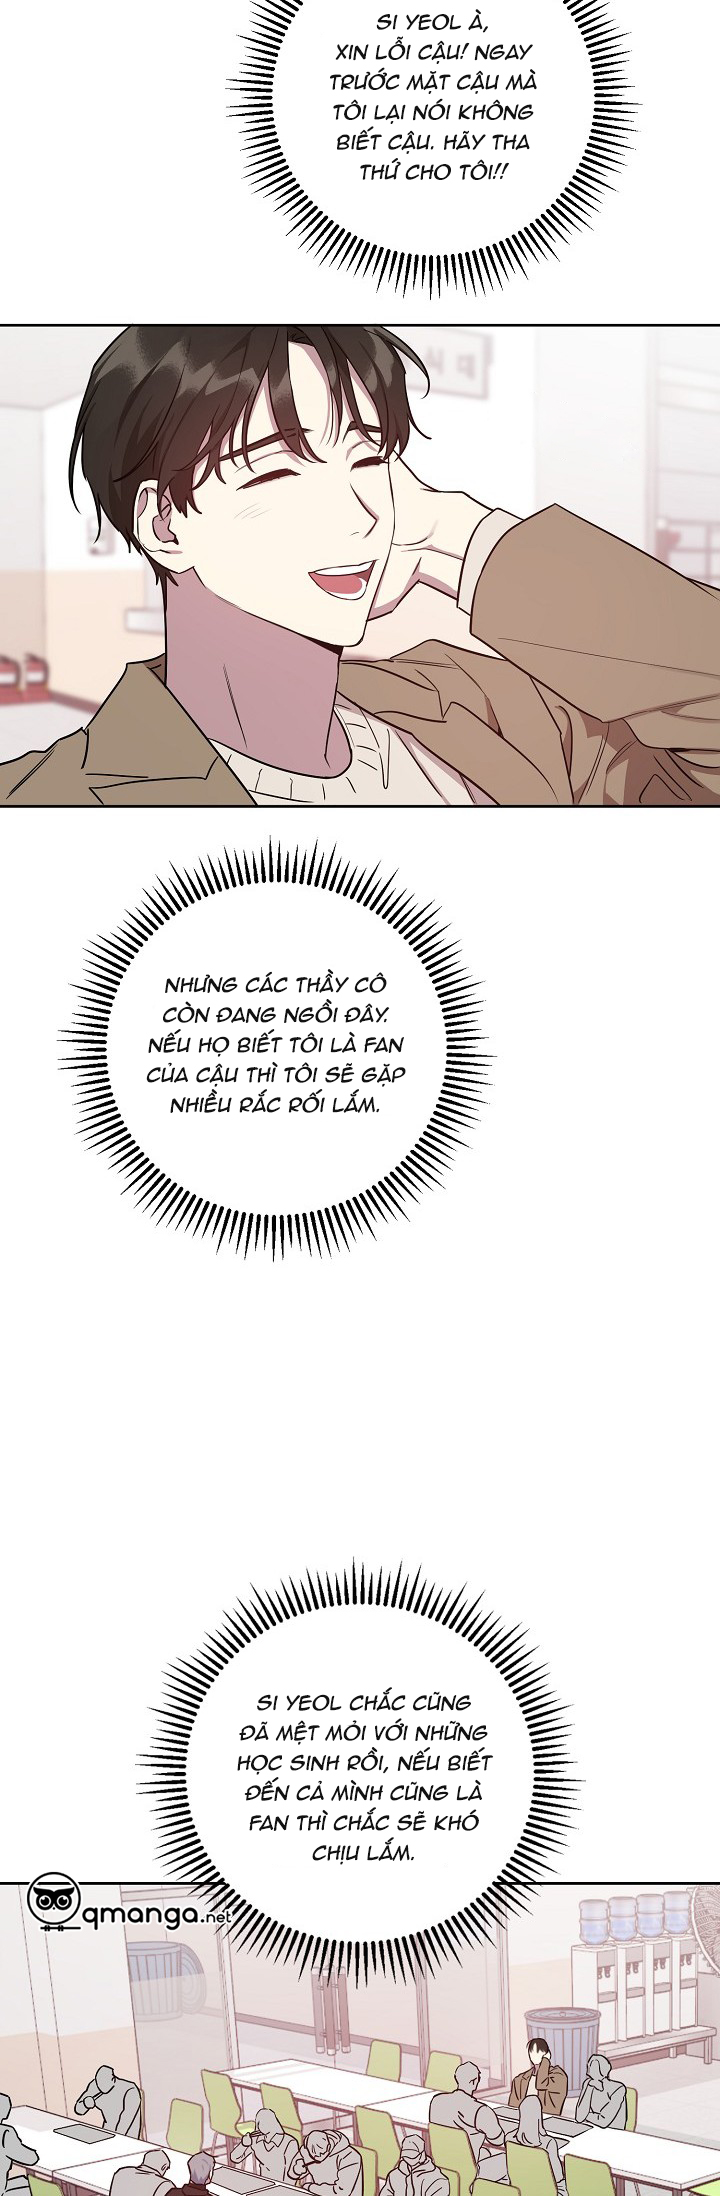 SI YEOL À,
XIN LỖI CẬU! NGAY
TRƯỚC MẶT CẬU MÀ
TÔI LẠI NÓI KHÔNG
BIẾT CẬU. HÃY THA
THỨ CHO TÔI!!
NHƯNG CÁC THẦY CÔ
CÒN ĐANG NGỒI ĐÂY.
NẾU HỌ BIẾT TÔI LÀ FAN
CỦA CẬU THÌ TÔI SẼ GẶP
NHIỀU RẮC RỐI LẮM.
SI YEOL CHẮC CŨNG
ĐÃ MỆT MỎI VỚI NHỮNG
HỌC SINH RỒI, NẾU BIẾT
ĐẾN CẢ MÌNH CŨNG LÀ
FAN THÌ CHẮC SẼ KHÓ
CHỊU LẮM.
qmanga.net